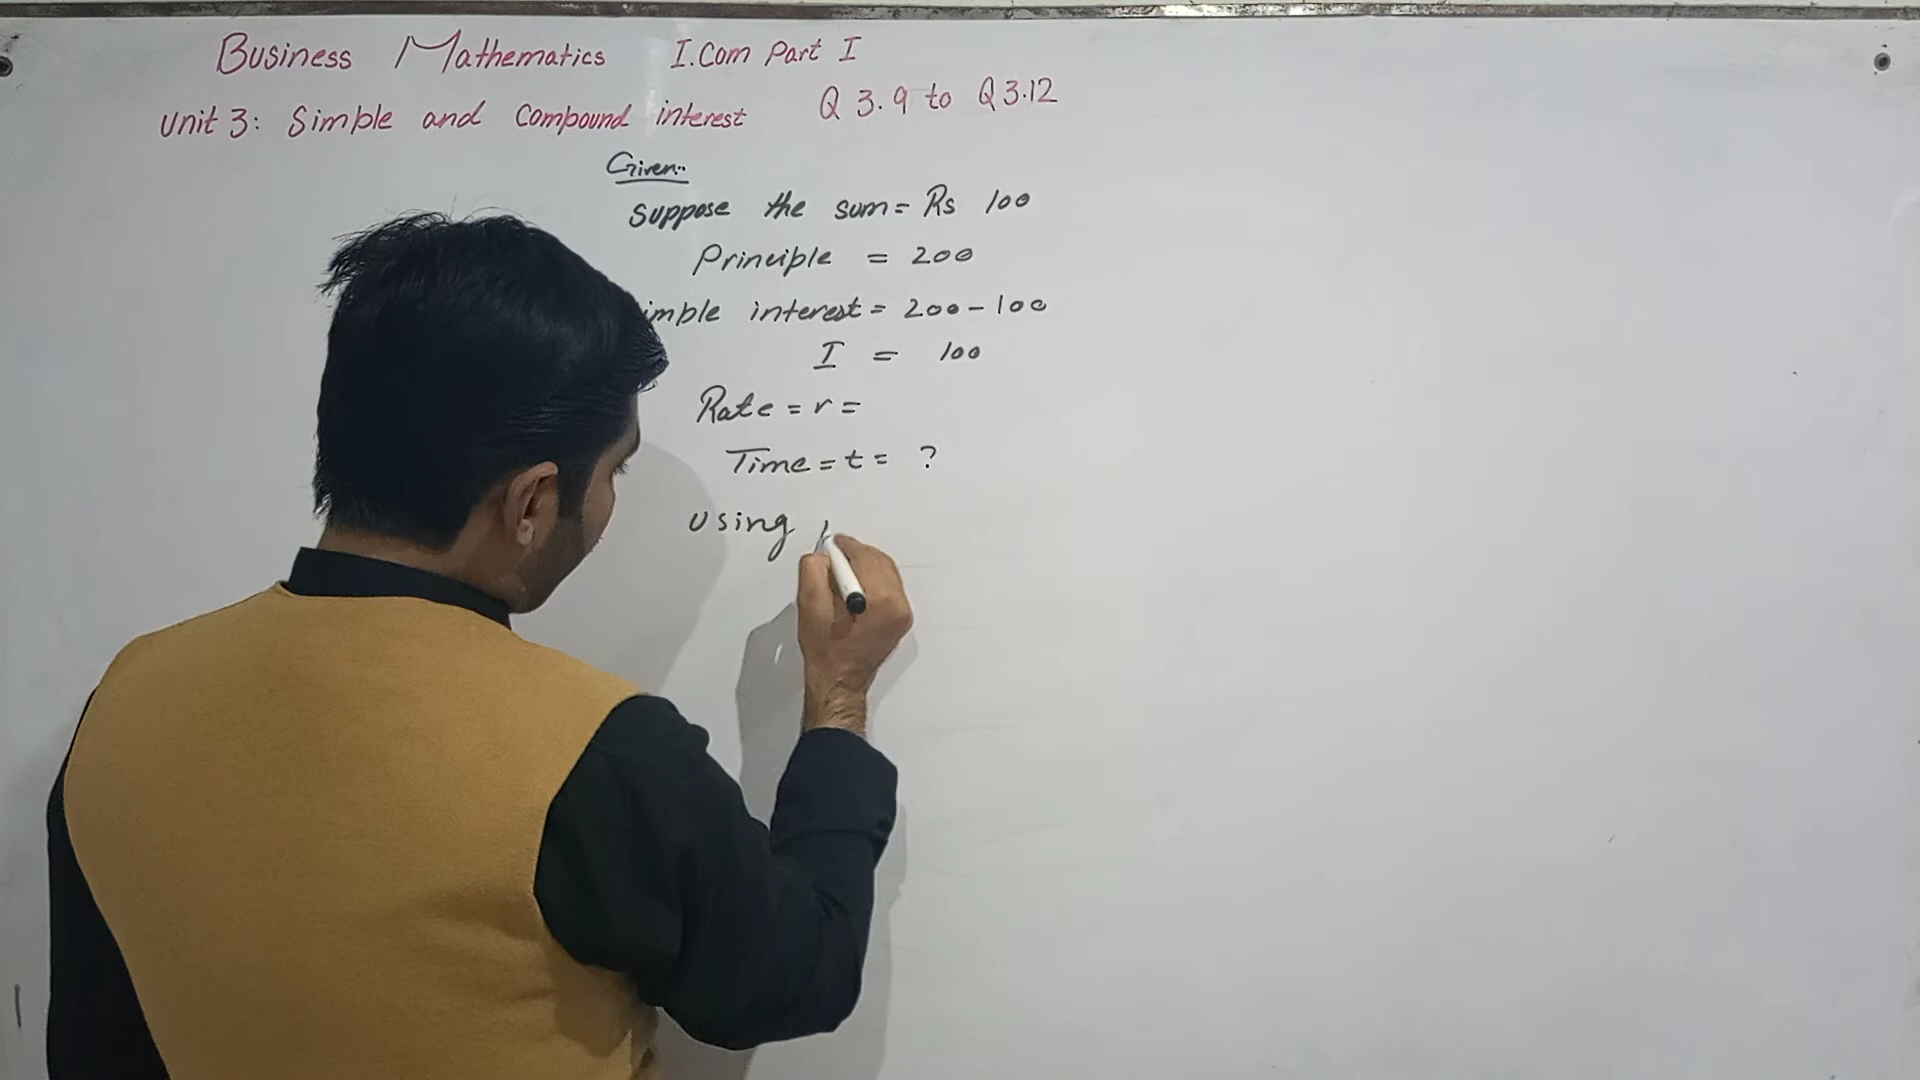 Business Mathematics I.Com Part I
Unit 3: Simple and Compound interest Q 3.9 to Q 3.12
Given:-
Suppose the sum = Rs 100
Principle = 200
imple interest = 200 - 100
I = 100
Rate = r =
Time = t = ?
Using